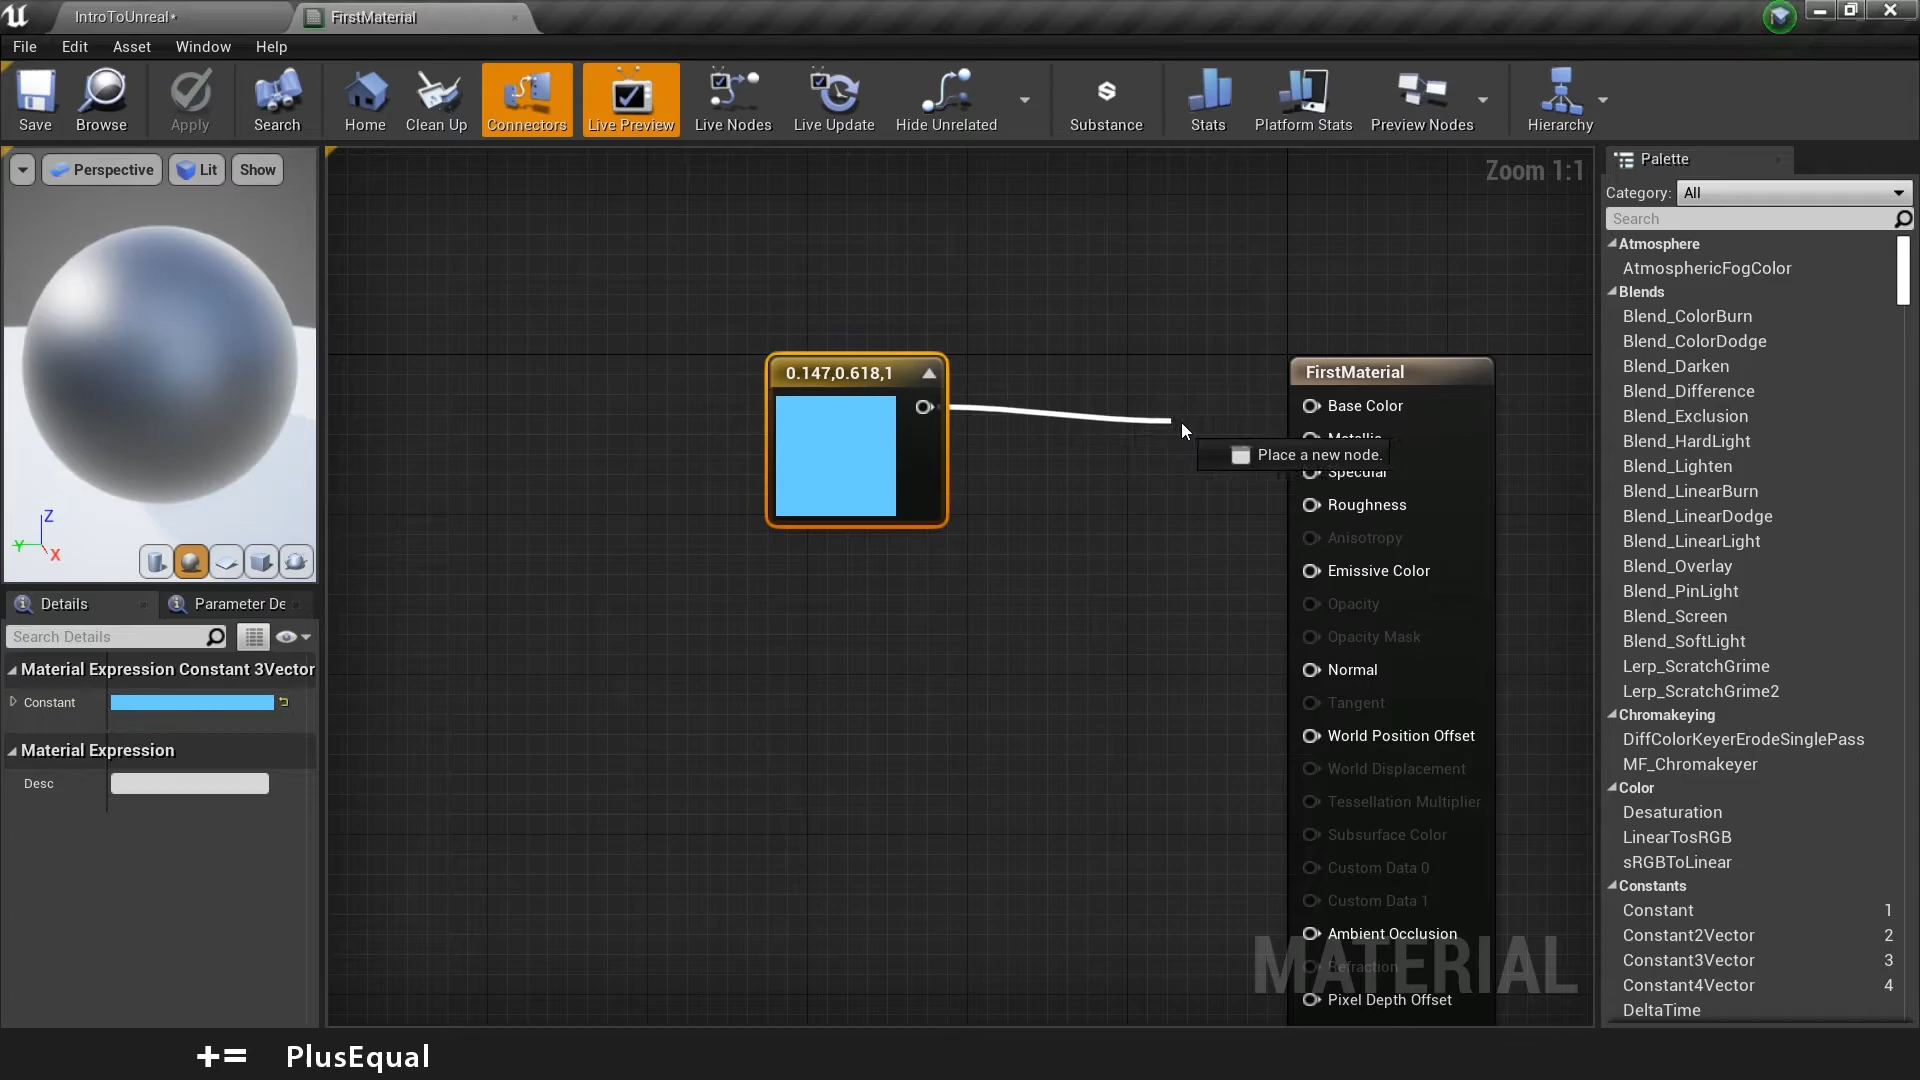 IntroToUnreal*
FirstMaterial
File Edit Asset Window Help
Save Browse Apply Search Home Clean Up Connectors Live Preview Live Nodes Live Update Hide Unrelated Substance Stats Platform Stats Preview Nodes Hierarchy
Perspective Lit Show
Zoom 1:1
Z
Y
X
0.147,0.618,1
Place a new node.
FirstMaterial
Base Color
Metallic
Specular
Roughness
Anisotropy
Emissive Color
Opacity
Opacity Mask
Normal
Tangent
World Position Offset
World Displacement
Tessellation Multiplier
Subsurface Color
Custom Data 0
Custom Data 1
Ambient Occlusion
Refraction
Pixel Depth Offset
MATERIAL
Details
Parameter De
Search Details
Material Expression Constant 3Vector
Constant
Material Expression
Desc
Palette
Category: All
Search
Atmosphere
AtmosphericFogColor
Blends
Blend_ColorBurn
Blend_ColorDodge
Blend_Darken
Blend_Difference
Blend_Exclusion
Blend_HardLight
Blend_Lighten
Blend_LinearBurn
Blend_LinearDodge
Blend_LinearLight
Blend_Overlay
Blend_PinLight
Blend_Screen
Blend_SoftLight
Lerp_ScratchGrime
Lerp_ScratchGrime2
Chromakeying
DiffColorKeyerErodeSinglePass
MF_Chromakeyer
Color
Desaturation
LinearTosRGB
sRGBToLinear
Constants
Constant 1
Constant2Vector 2
Constant3Vector 3
Constant4Vector 4
DeltaTime
+= PlusEqual